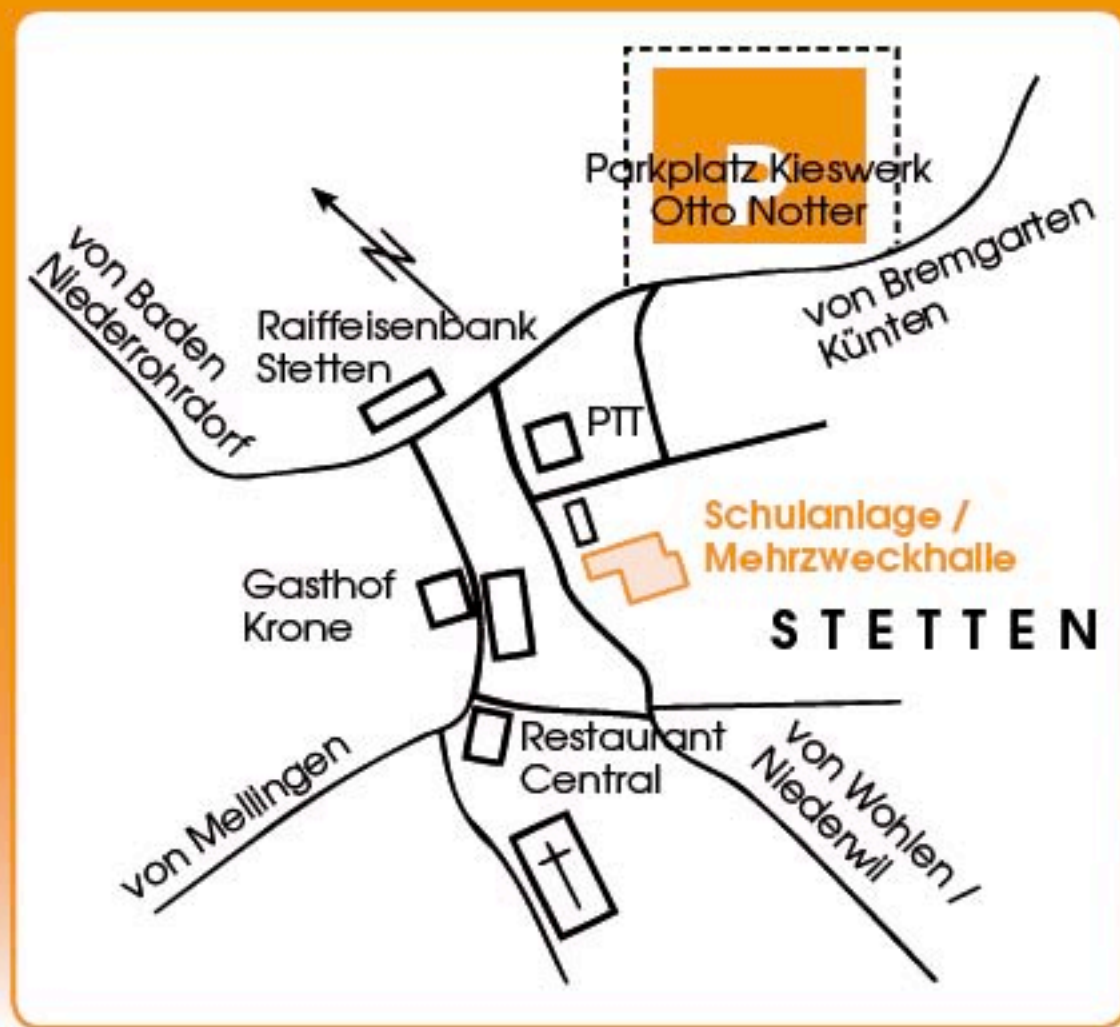 P
Parkplatz Kieswerk
Otto Notter
N
von Baden
Niederrohrdorf
Raiffeisenbank
Stetten
von Bremgarten
Künten
PTT
Schulanlage /
Mehrzweckhalle
Gasthof
Krone
STETTEN
Restaurant
Central
von Mellingen
von Wohlen /
Niederwil